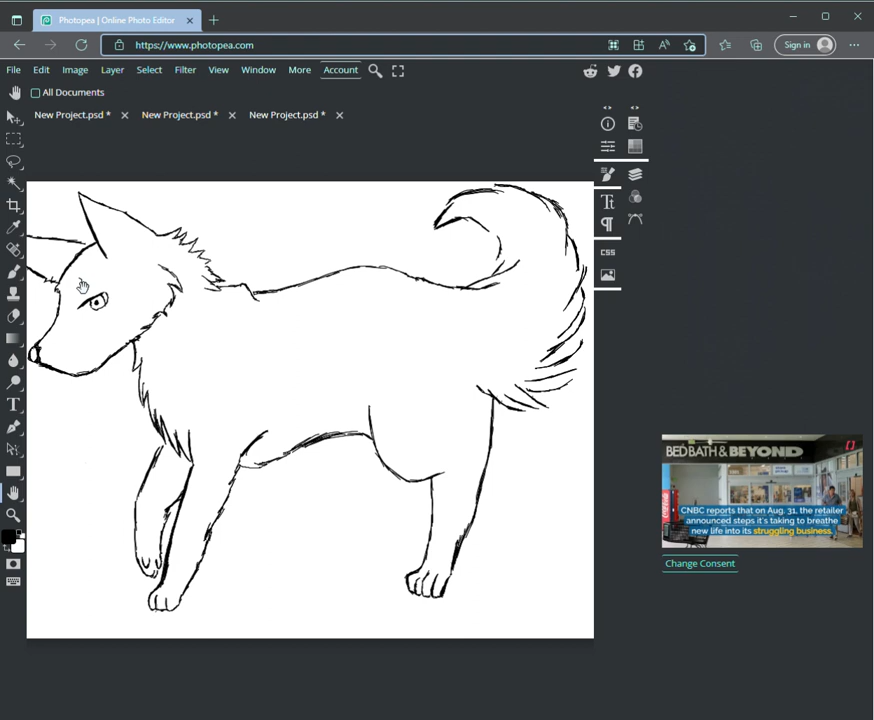 Photopea | Online Photo Editor
https://www.photopea.com
Sign in
File Edit Image Layer Select Filter View Window More Account
All Documents
New Project.psd * New Project.psd * New Project.psd *
Tt
CSS
T
BED BATH & BEYOND
CNBC reports that on Aug. 31, the retailer
announced steps it's taking to breathe
new life into its struggling business.
Change Consent